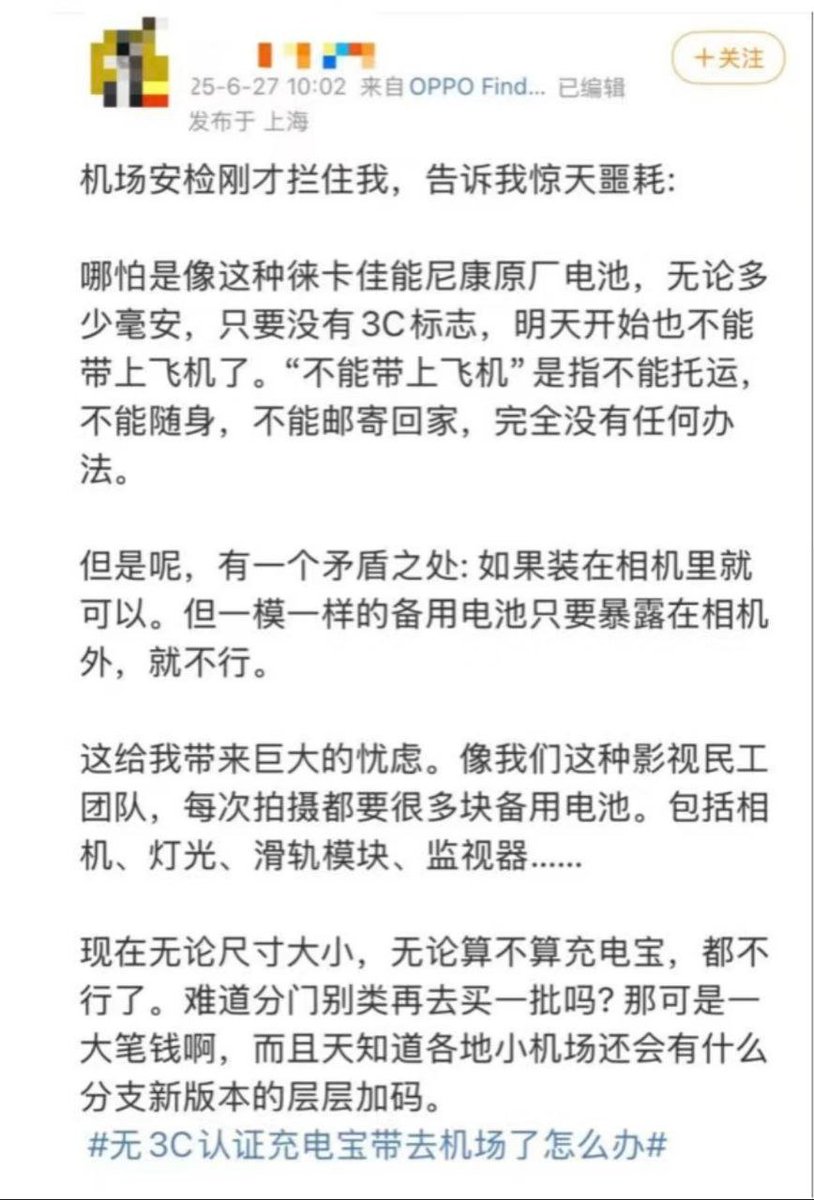 +关注
25-6-27 10:02 来自 OPPO Find... 已编辑
发布于 上海
机场安检刚才拦住我，告诉我惊天噩耗:
哪怕是像这种徕卡佳能尼康原厂电池，无论多
少毫安，只要没有3C标志，明天开始也不能
带上飞机了。“不能带上飞机”是指不能托运，
不能随身，不能邮寄回家，完全没有任何办
法。
但是呢，有一个矛盾之处: 如果装在相机里就
可以。但一模一样的备用电池只要暴露在相机
外，就不行。
这给我带来巨大的忧虑。像我们这种影视民工
团队，每次拍摄都要很多块备用电池。包括相
机、灯光、滑轨模块、监视器......
现在无论尺寸大小，无论算不算充电宝，都不
行了。难道分门别类再去买一批吗? 那可是一
大笔钱啊，而且天知道各地小机场还会有什么
分支新版本的层层加码。
#无3C认证充电宝带去机场了怎么办#